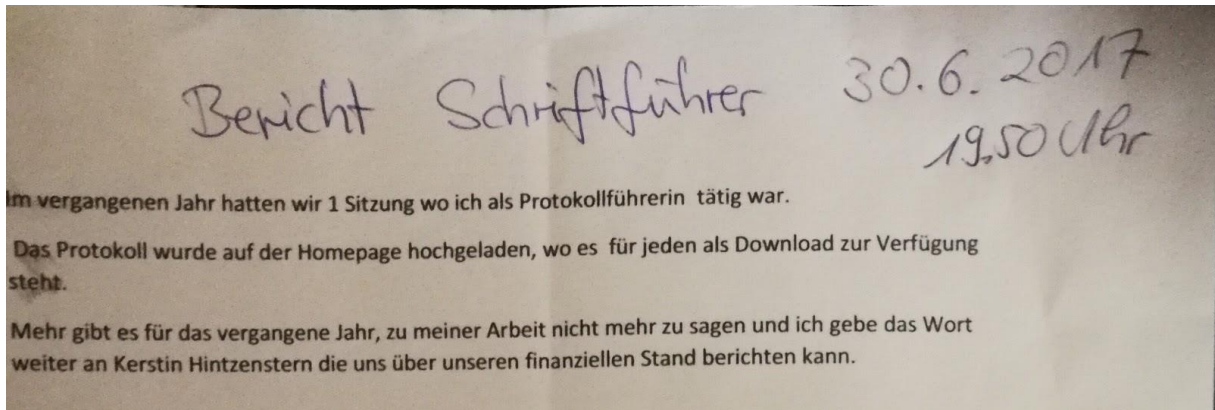 Bericht Schriftführer 30.6.2017
19.50 Uhr
Im vergangenen Jahr hatten wir 1 Sitzung wo ich als Protokollführerin tätig war.
Das Protokoll wurde auf der Homepage hochgeladen, wo es für jeden als Download zur Verfügung
steht.
Mehr gibt es für das vergangene Jahr, zu meiner Arbeit nicht mehr zu sagen und ich gebe das Wort
weiter an Kerstin Hintzenstern die uns über unseren finanziellen Stand berichten kann.